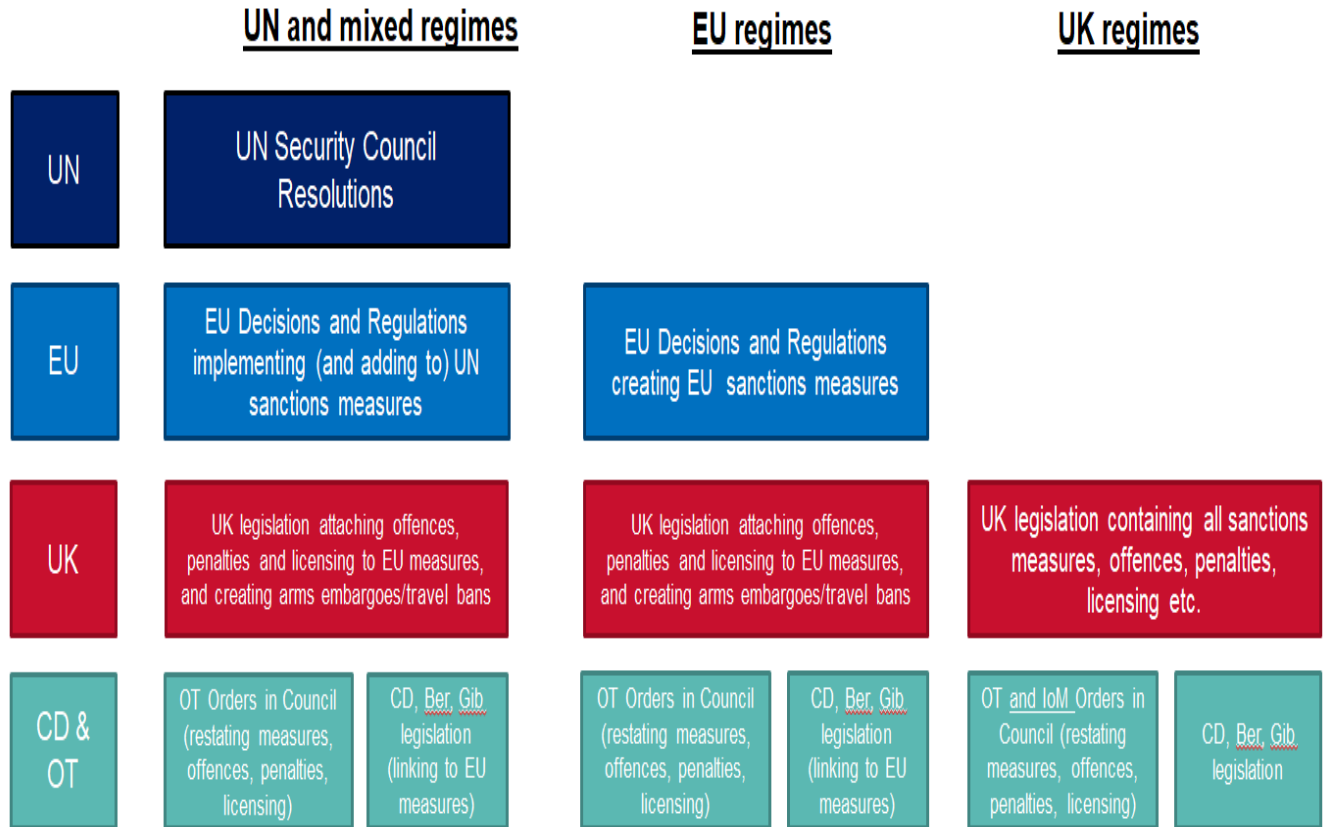 UN and mixed regimes
EU regimes
UK regimes
UN
UN Security Council
Resolutions
EU
EU Decisions and Regulations
implementing (and adding to) UN
sanctions measures
EU Decisions and Regulations
creating EU sanctions measures
UK
UK legislation attaching offences,
penalties and licensing to EU measures,
and creating arms embargoes/travel bans
UK legislation attaching offences,
penalties and licensing to EU measures,
and creating arms embargoes/travel bans
UK legislation containing all sanctions
measures, offences, penalties,
licensing etc.
CD &
OT
OT Orders in Council
(restating measures,
offences, penalties,
licensing)
CD, Ber, Gib
legislation
(linking to EU
measures)
OT Orders in Council
(restating measures,
offences, penalties,
licensing)
CD, Ber, Gib
legislation
(linking to EU
measures)
OT and IoM Orders in
Council (restating
measures, offences,
penalties, licensing)
CD, Ber, Gib
legislation